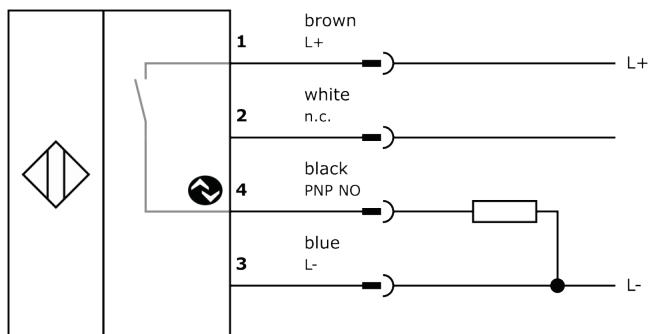 brown
1 L+ L+
white
2 n.c.
black
4 PNP NO
blue
3 L- L-